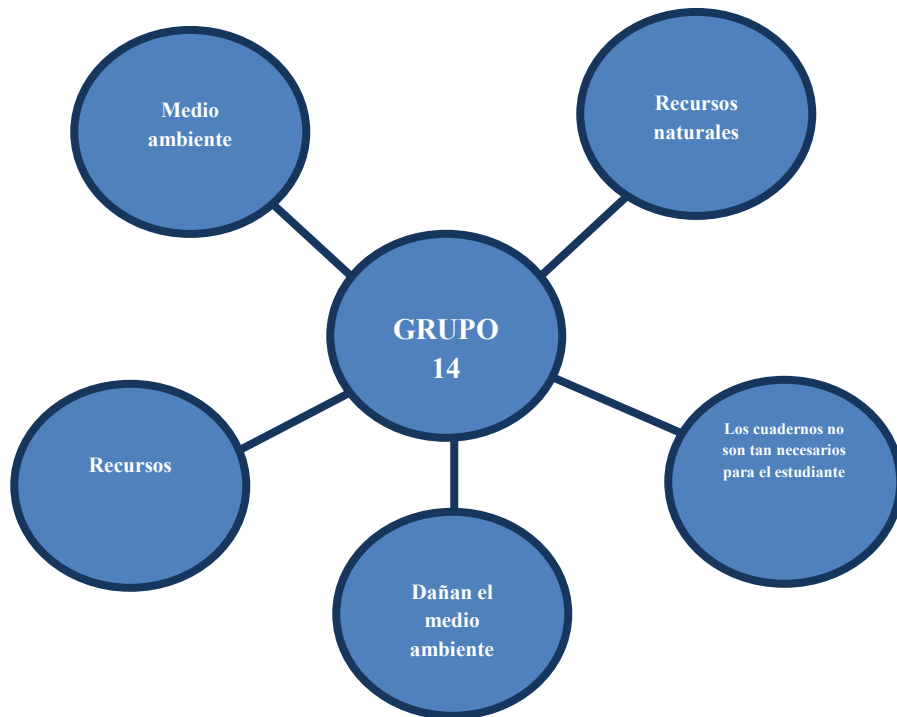 Medio
ambiente
Recursos
naturales
GRUPO
14
Recursos
Los cuadernos no
son tan necesarios
para el estudiante
Dañan el
medio
ambiente